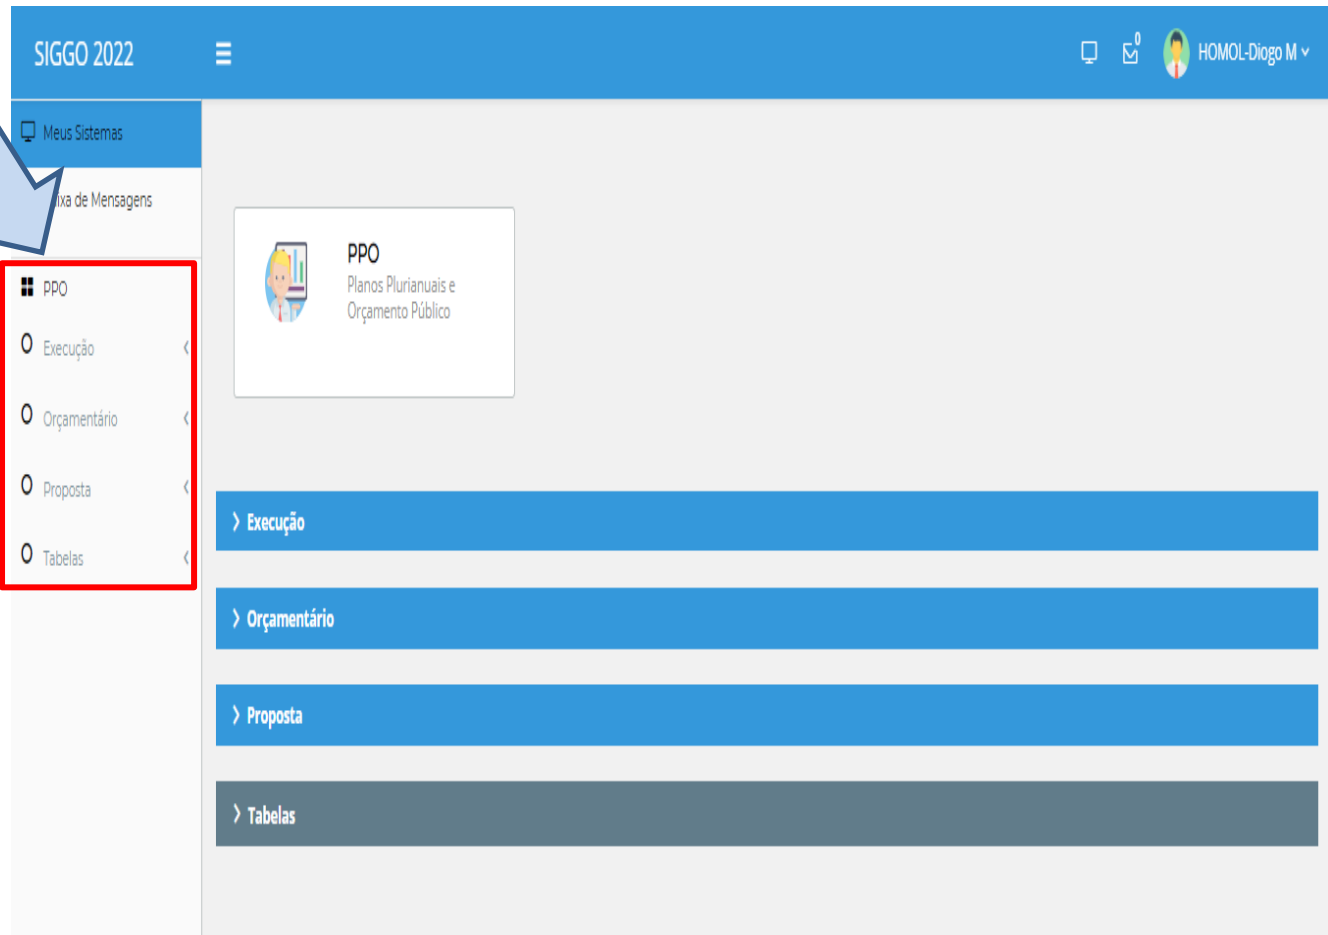 SIGGO 2022
0
HOMOL-Diogo M
Meus Sistemas
de Mensagens
PPO
Execução
Orçamentário
Proposta
Tabelas
PPO
Planos Plurianuais e
Orçamento Público
Execução
Orçamentário
Proposta
Tabelas